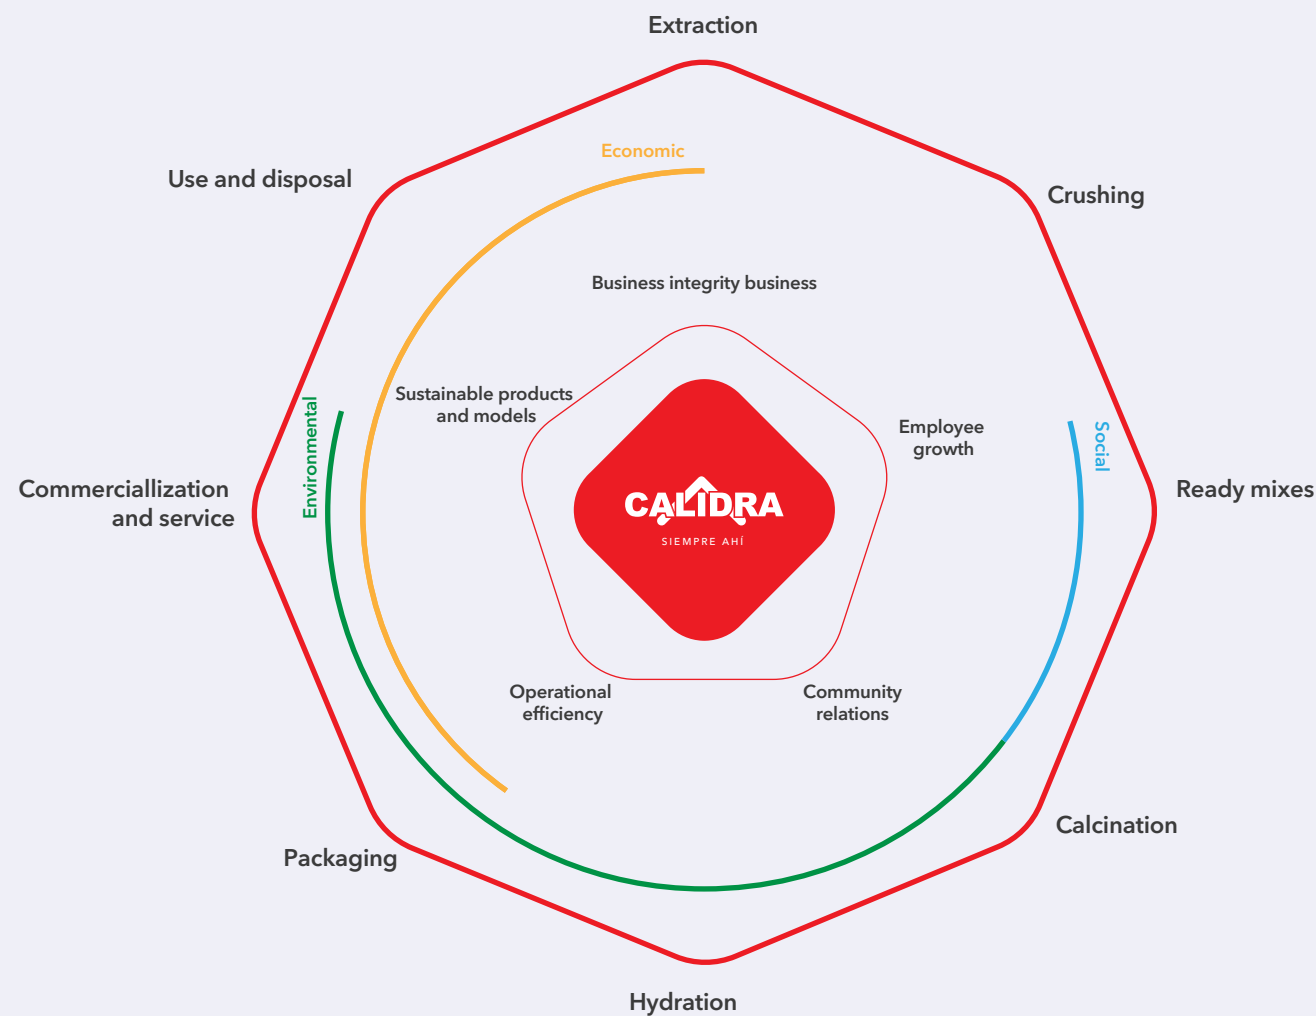 Extraction
Economic
Use and disposal
Crushing
Business integrity business
Sustainable products
and models
Employee
growth
Environmental
Social
Commerciallization
and service
Ready mixes
CALIDRA
SIEMPRE AHÍ
Operational
efficiency
Community
relations
Calcination
Packaging
Hydration